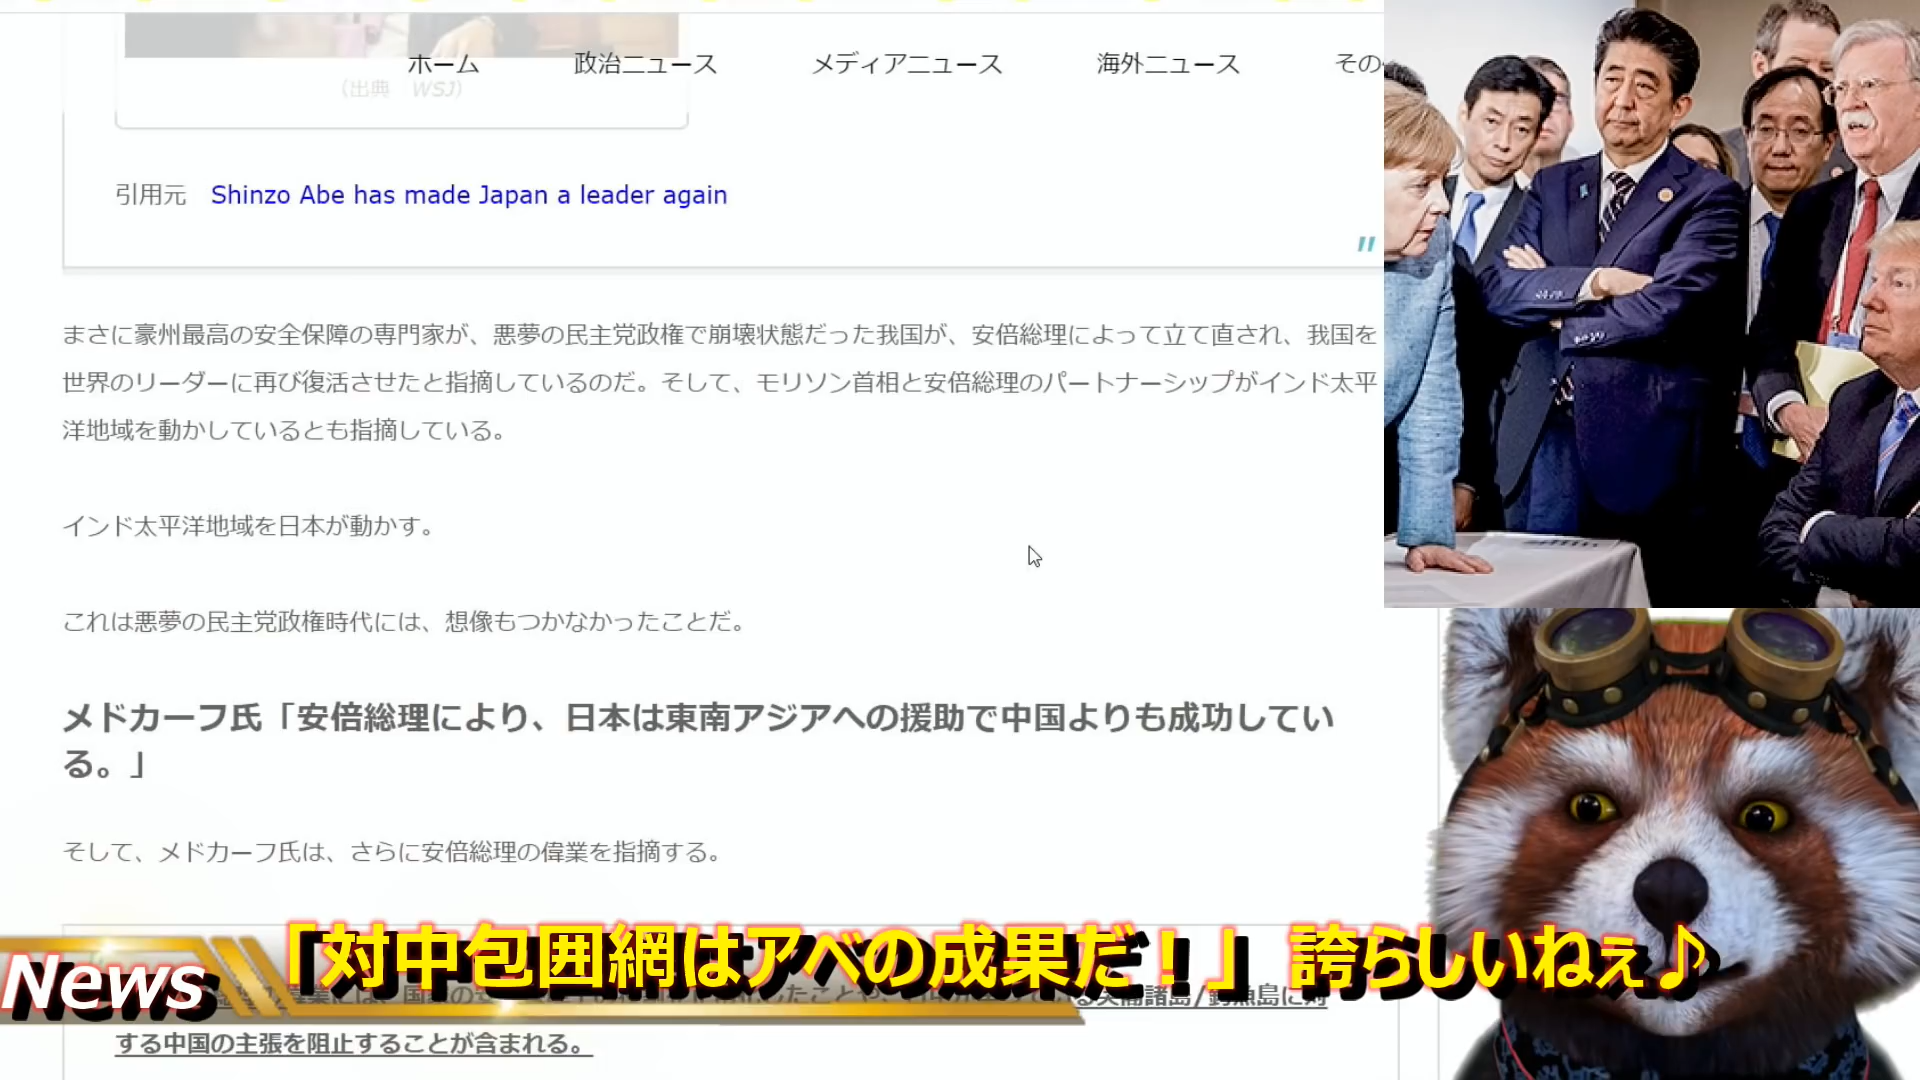 ホーム 政治ニュース メディアニュース 海外ニュース その
（出典 WSJ）
引用元 Shinzo Abe has made Japan a leader again
"
まさに豪州最高の安全保障の専門家が、悪夢の民主党政権で崩壊状態だった我国が、安倍総理によって立て直され、我国を
世界のリーダーに再び復活させたと指摘しているのだ。そして、モリソン首相と安倍総理のパートナーシップがインド太平
洋地域を動かしているとも指摘している。
インド太平洋地域を日本が動かす。
これは悪夢の民主党政権時代には、想像もつかなかったことだ。
メドカーフ氏「安倍総理により、日本は東南アジアへの援助で中国よりも成功してい
る。」
そして、メドカーフ氏は、さらに安倍総理の偉業を指摘する。
News 「対中包囲網はアベの成果だ！」誇らしいねぇ♪
諸島/釣魚島に対
する中国の主張を阻止することが含まれる。